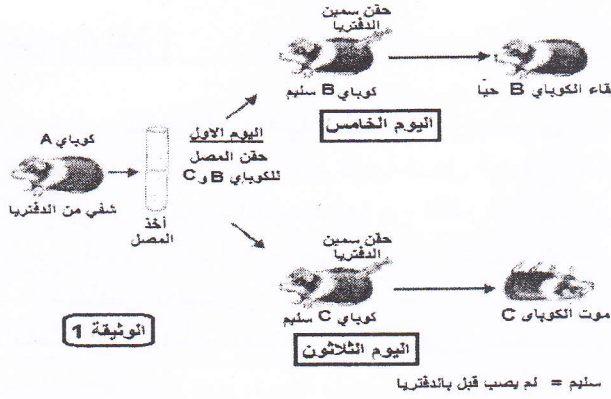 حقن سمين
الدفتريا
كوباي B سليم
بقاء الكوباي B حيّا
اليوم الخامس
كوباي A
شفي من الدفتريا
أخذ
المصل
اليوم الاول
حقن المصل
للكوباي B و C
حقن سمين
الدفتريا
كوباي C سليم
موت الكوباي C
اليوم الثلاثون
الوثيقة 1
سليم = لم يصب قبل بالدفتريا